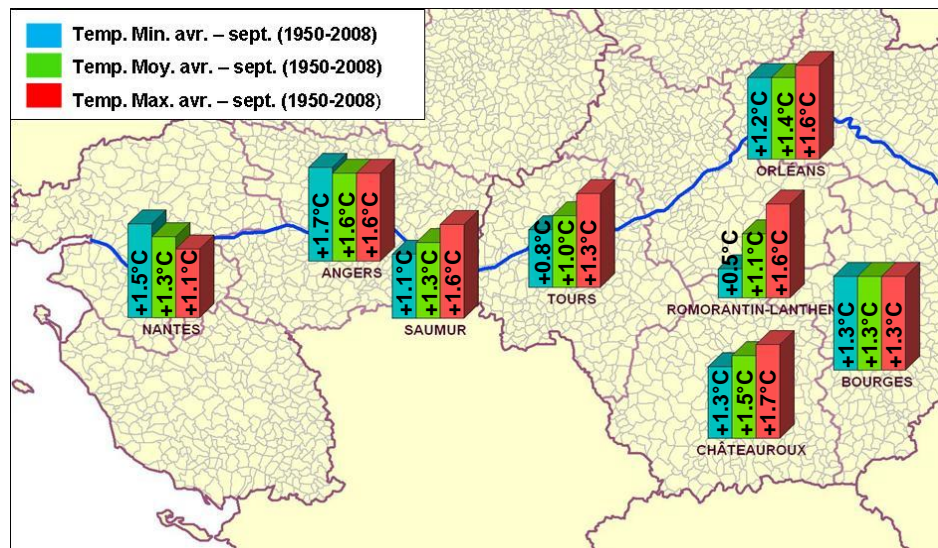 Temp. Min. avr. – sept. (1950-2008)
Temp. Moy. avr. – sept. (1950-2008)
Temp. Max. avr. – sept. (1950-2008)
+1.2°C
+1.4°C
+1.6°C
ORLÉANS
+1.7°C
+1.6°C
+1.6°C
ANGERS
+1.5°C
+1.3°C
+1.1°C
NANTES
+1.1°C
+1.3°C
+1.6°C
SAUMUR
+0.8°C
+1.0°C
+1.3°C
TOURS
+0.5°C
+1.1°C
+1.6°C
ROMORANTIN-LANTHEN
+1.3°C
+1.3°C
+1.3°C
BOURGES
+1.3°C
+1.5°C
+1.7°C
CHÂTEAUROUX